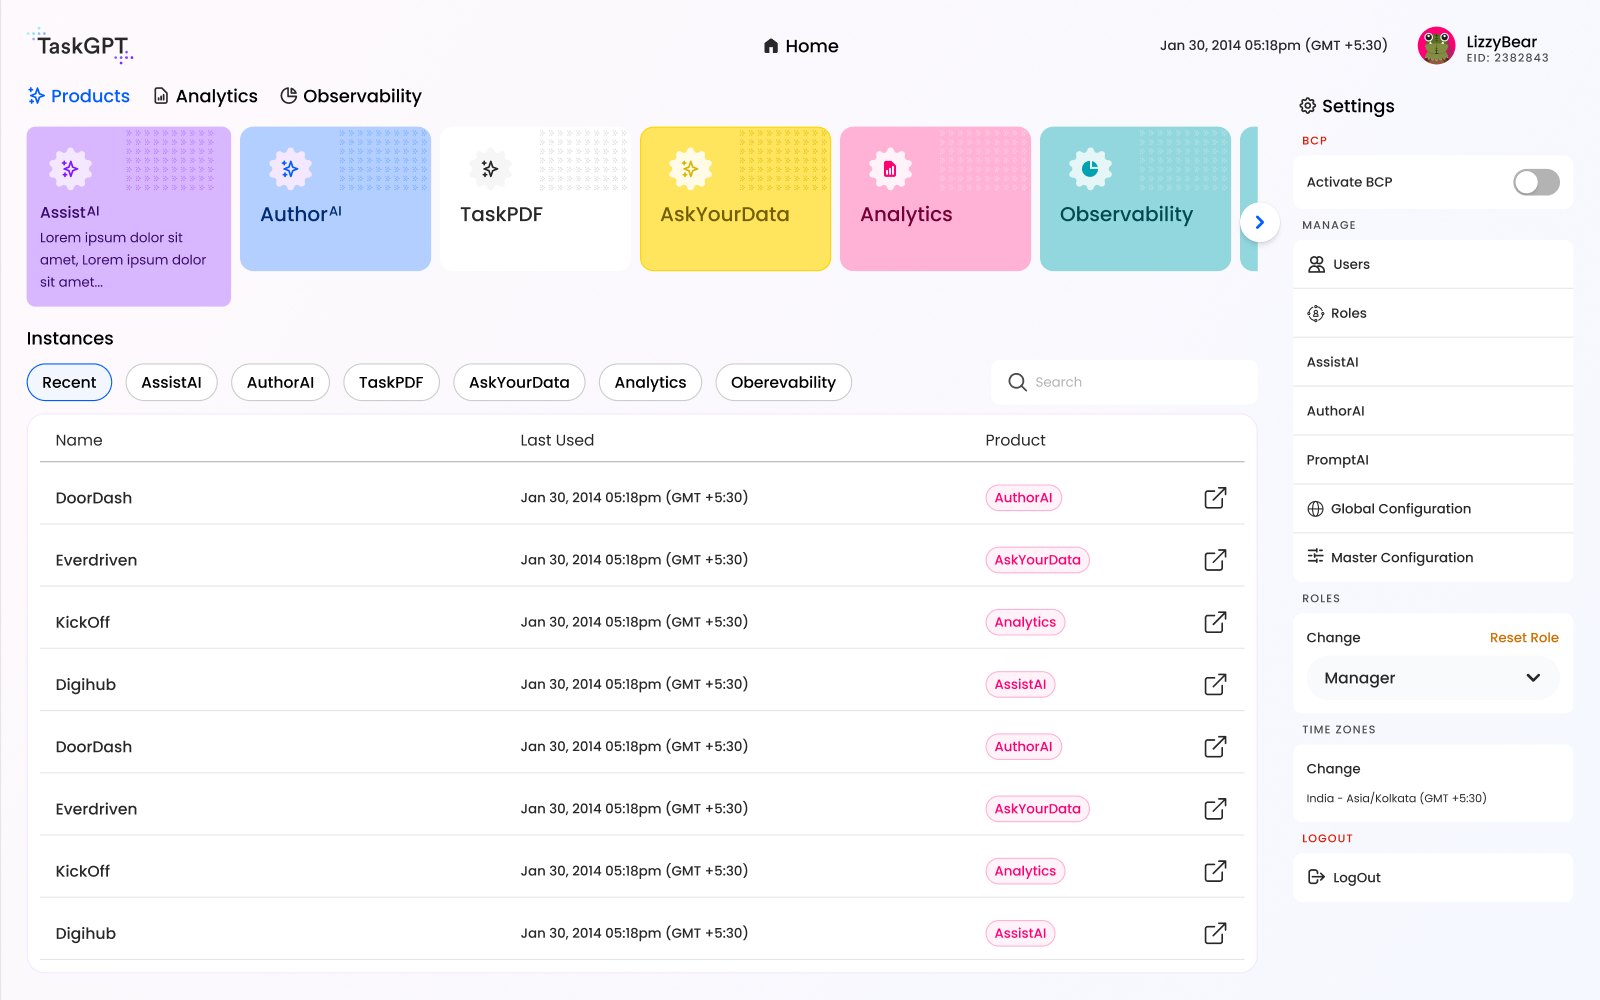 TaskGPT
Home
Jan 30, 2014 05:18pm (GMT +5:30)
LizzyBear
EID: 2382843
Products
Analytics
Observability
AssistAI
Lorem ipsum dolor sit
amet, Lorem ipsum dolor
sit amet...
AuthorAI
TaskPDF
AskYourData
Analytics
Observability
Instances
Recent
AssistAI
AuthorAI
TaskPDF
AskYourData
Analytics
Oberevability
Search
Name Last Used Product
DoorDash Jan 30, 2014 05:18pm (GMT +5:30) AuthorAI
Everdriven Jan 30, 2014 05:18pm (GMT +5:30) AskYourData
KickOff Jan 30, 2014 05:18pm (GMT +5:30) Analytics
Digihub Jan 30, 2014 05:18pm (GMT +5:30) AssistAI
DoorDash Jan 30, 2014 05:18pm (GMT +5:30) AuthorAI
Everdriven Jan 30, 2014 05:18pm (GMT +5:30) AskYourData
KickOff Jan 30, 2014 05:18pm (GMT +5:30) Analytics
Digihub Jan 30, 2014 05:18pm (GMT +5:30) AssistAI
Settings
BCP
Activate BCP
MANAGE
Users
Roles
AssistAI
AuthorAI
PromptAI
Global Configuration
Master Configuration
ROLES
Change Reset Role
Manager
TIME ZONES
Change
India - Asia/Kolkata (GMT +5:30)
LOGOUT
LogOut